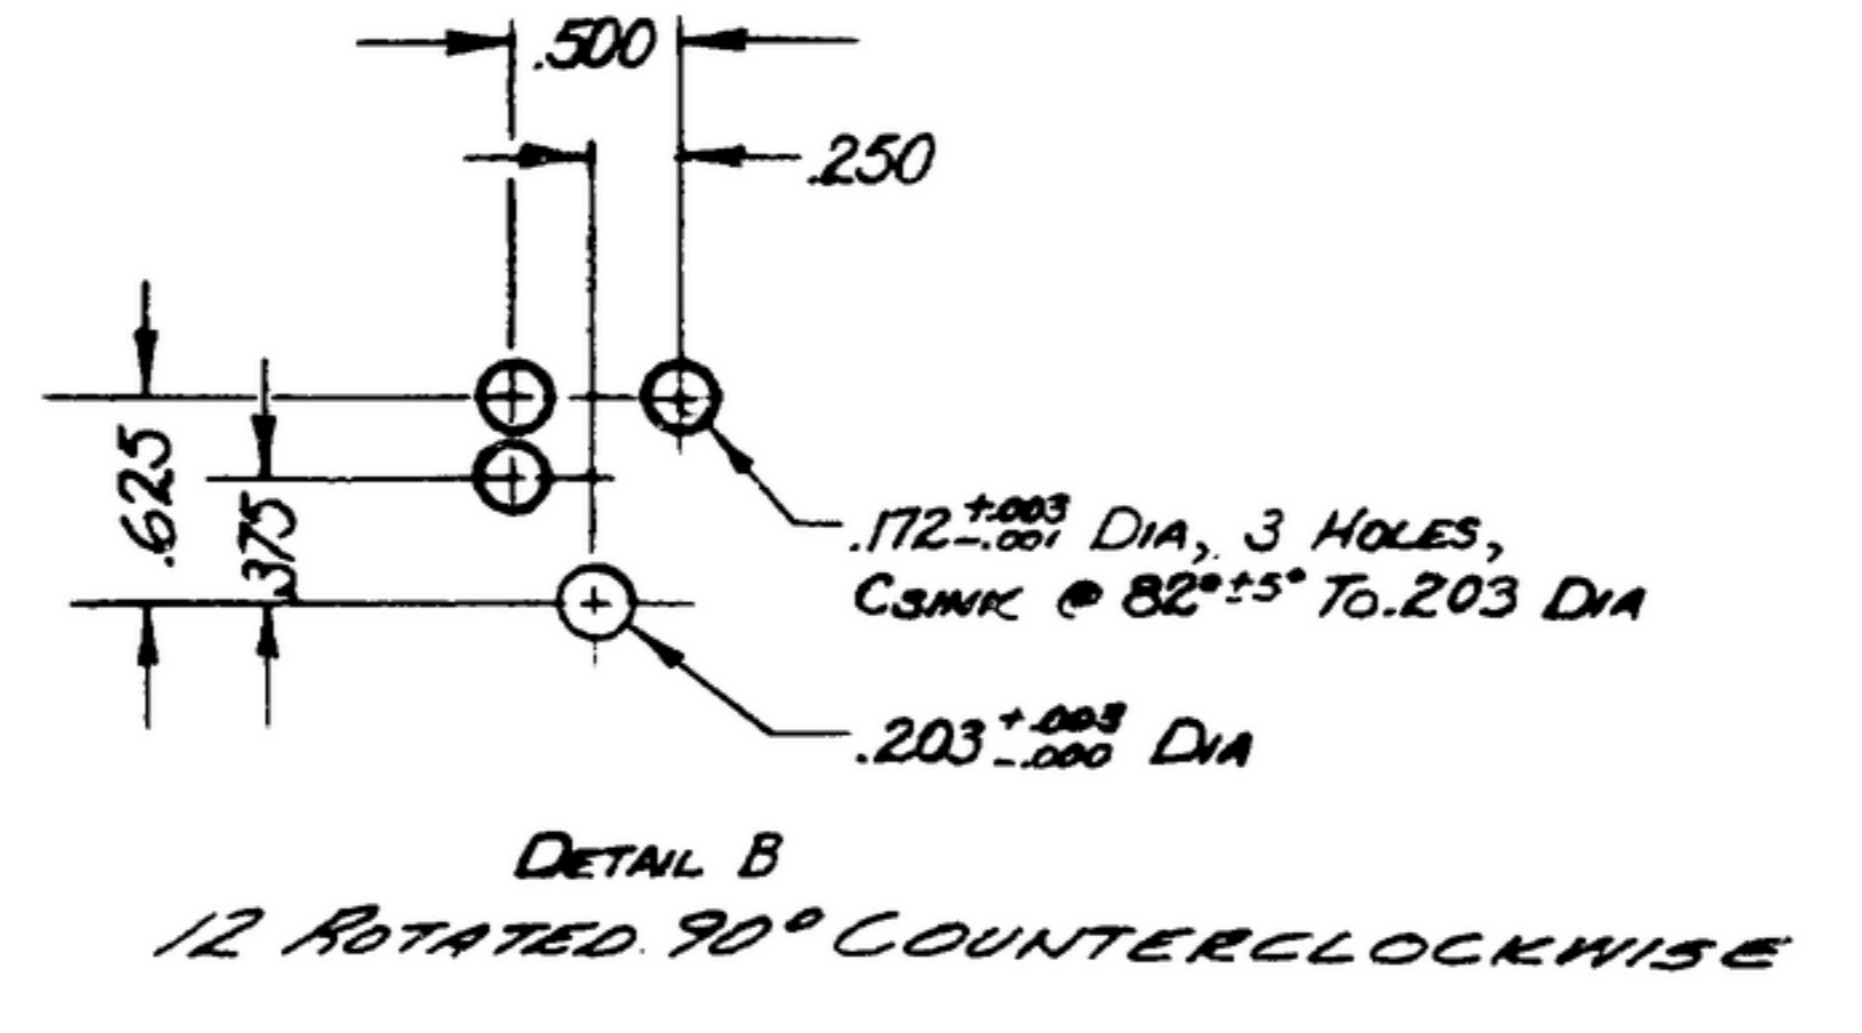 .500
.250
.625
.375
.172 +.003 -.001 DIA, 3 HOLES,
CSINK @ 82° ±5° TO .203 DIA
.203 +.003 -.000 DIA
DETAIL B
12 ROTATED 90° COUNTERCLOCKWISE